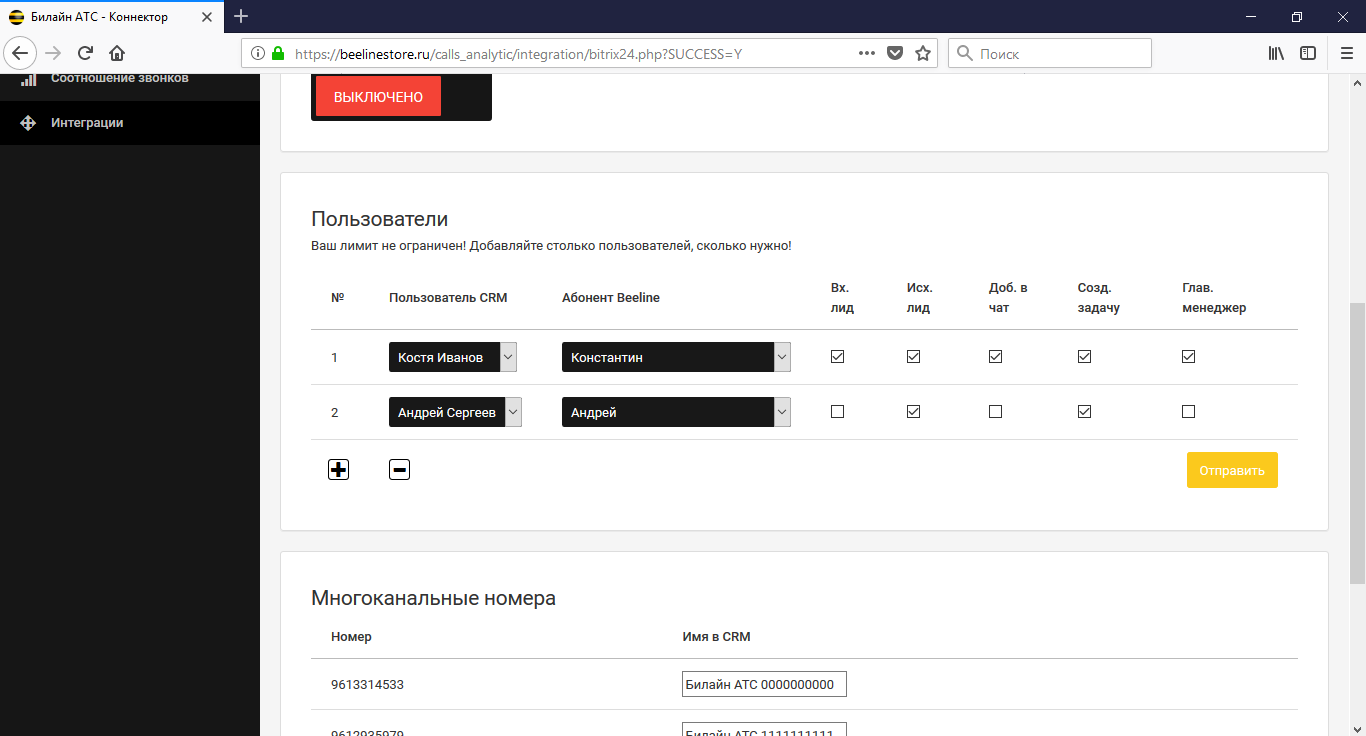 Билайн АТС - Коннектор
https://beelinestore.ru/calls_analytic/integration/bitrix24.php?SUCCESS=Y
Поиск
Соотношение звонков
Интеграции
ВЫКЛЮЧЕНО
Пользователи
Ваш лимит не ограничен! Добавляйте столько пользователей, сколько нужно!
№ Пользователь CRM Абонент Beeline Вх. лид Исх. лид Доб. в чат Созд. задачу Глав. менеджер
1 Костя Иванов Константин
2 Андрей Сергеев Андрей
Отправить
Многоканальные номера
Номер Имя в CRM
9613314533 Билайн АТС 0000000000
9612935979 Билайн АТС 1111111111